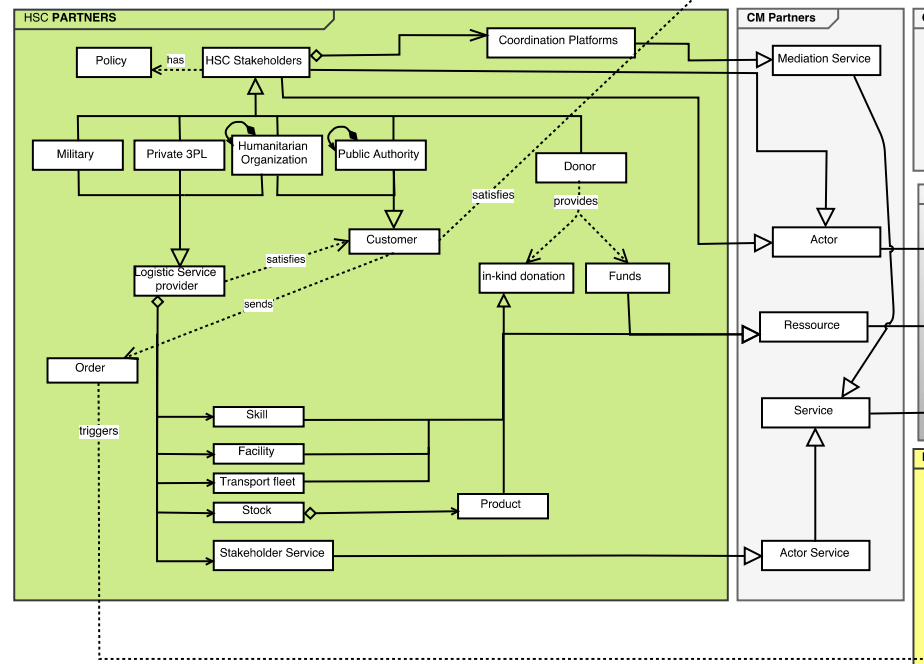 HSC PARTNERS
CM Partners
Policy
has
HSC Stakeholders
Coordination Platforms
Mediation Service
Military
Private 3PL
Humanitarian
Organization
Public Authority
Donor
satisfies
provides
Customer
Actor
satisfies
Logistic Service
provider
in-kind donation
Funds
sends
Ressource
Order
Skill
Service
triggers
Facility
Transport fleet
Stock
Product
Stakeholder Service
Actor Service